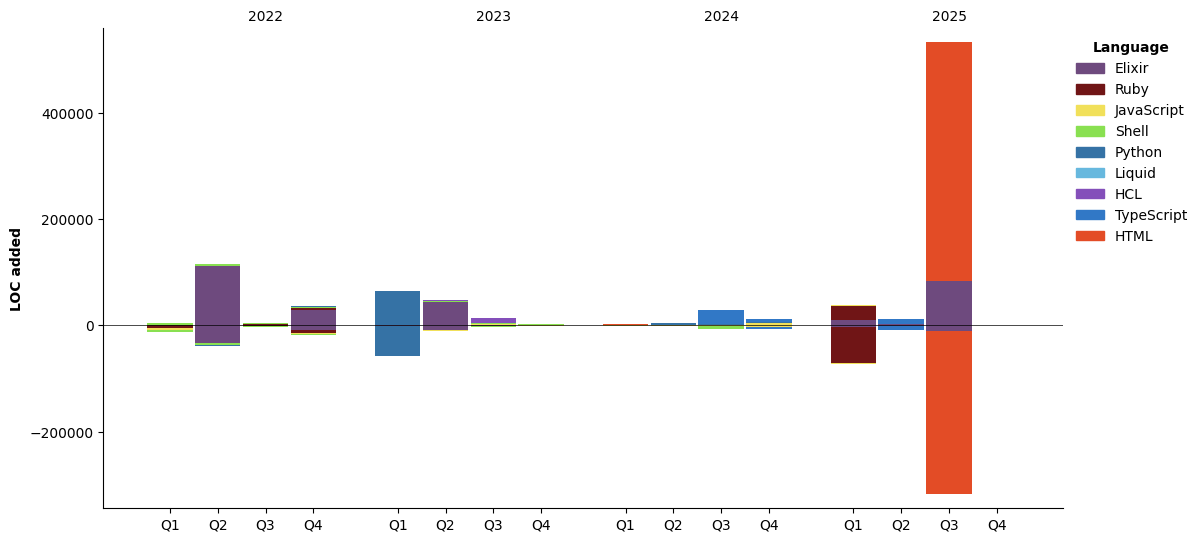 2022 2023 2024 2025
Language
Elixir
Ruby
JavaScript
Shell
Python
Liquid
HCL
TypeScript
HTML
LOC added
400000
200000
0
−200000
Q1 Q2 Q3 Q4 Q1 Q2 Q3 Q4 Q1 Q2 Q3 Q4 Q1 Q2 Q3 Q4